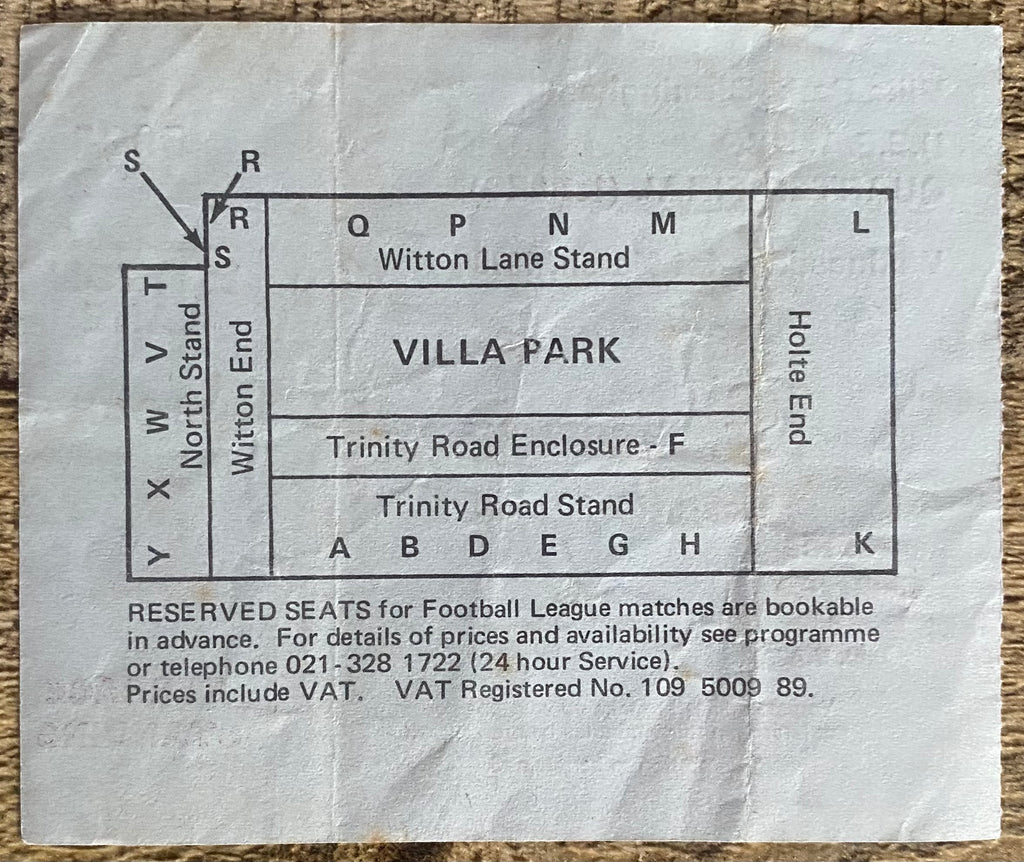 S R
R
S
Q P N M L
Witton Lane Stand
T
V
W
X
Y
North Stand
Witton End
VILLA PARK
Holte End
Trinity Road Enclosure - F
Trinity Road Stand
A B D E G H K
RESERVED SEATS for Football League matches are bookable
in advance. For details of prices and availability see programme
or telephone 021-328 1722 (24 hour Service).
Prices include VAT. VAT Registered No. 109 5009 89.